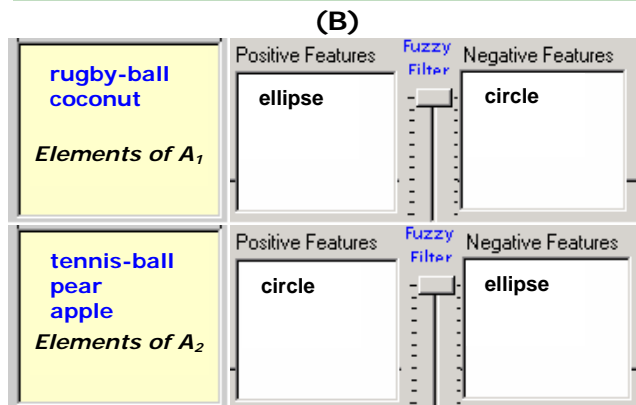 (B)
rugby-ball
coconut
Elements of A1
Positive Features
ellipse
Fuzzy
Filter
Negative Features
circle
tennis-ball
pear
apple
Elements of A2
Positive Features
circle
Fuzzy
Filter
Negative Features
ellipse